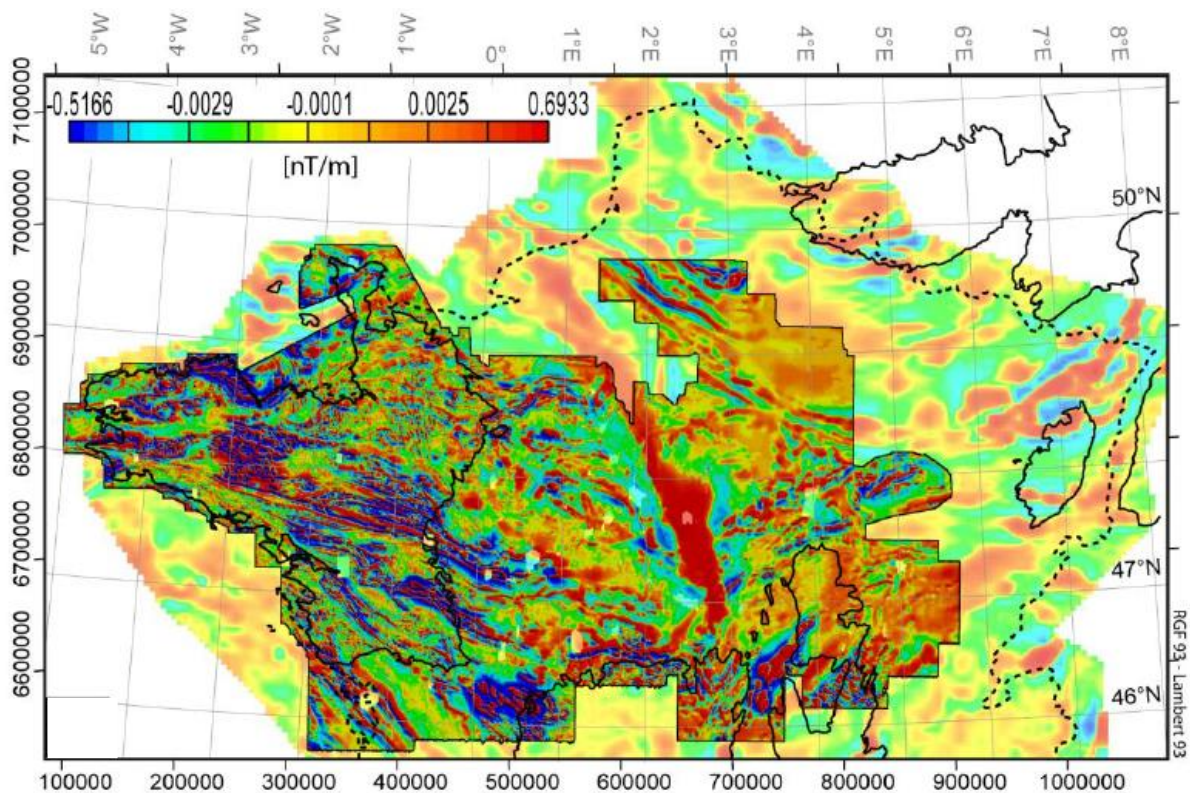 5°W 4°W 3°W 2°W 1°W 0° 1°E 2°E 3°E 4°E 5°E 6°E 7°E 8°E
-0.5166 -0.0029 -0.0001 0.0025 0.6933
[nT/m]
7100000
7000000
6900000
6800000
6700000
6600000
50°N
47°N
46°N
RGF 93 - Lambert 93
100000 200000 300000 400000 500000 600000 700000 800000 900000 1000000